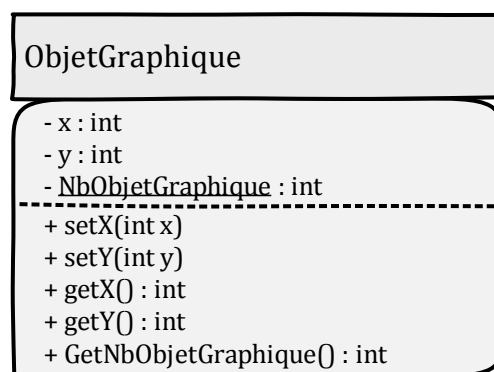 ObjetGraphique
- x : int
- y : int
- NbObjetGraphique : int
+ setX(int x)
+ setY(int y)
+ getX() : int
+ getY() : int
+ GetNbObjetGraphique() : int